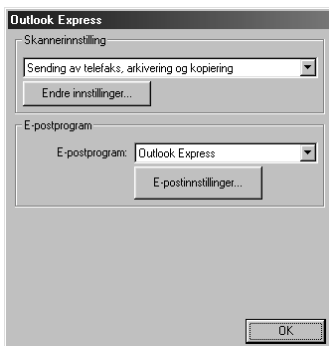 Outlook Express
Skannerinnstilling
Sending av telefaks, arkivering og kopiering
Endre innstillinger...
E-postprogram
E-postprogram: Outlook Express
E-postinnstillinger...
OK